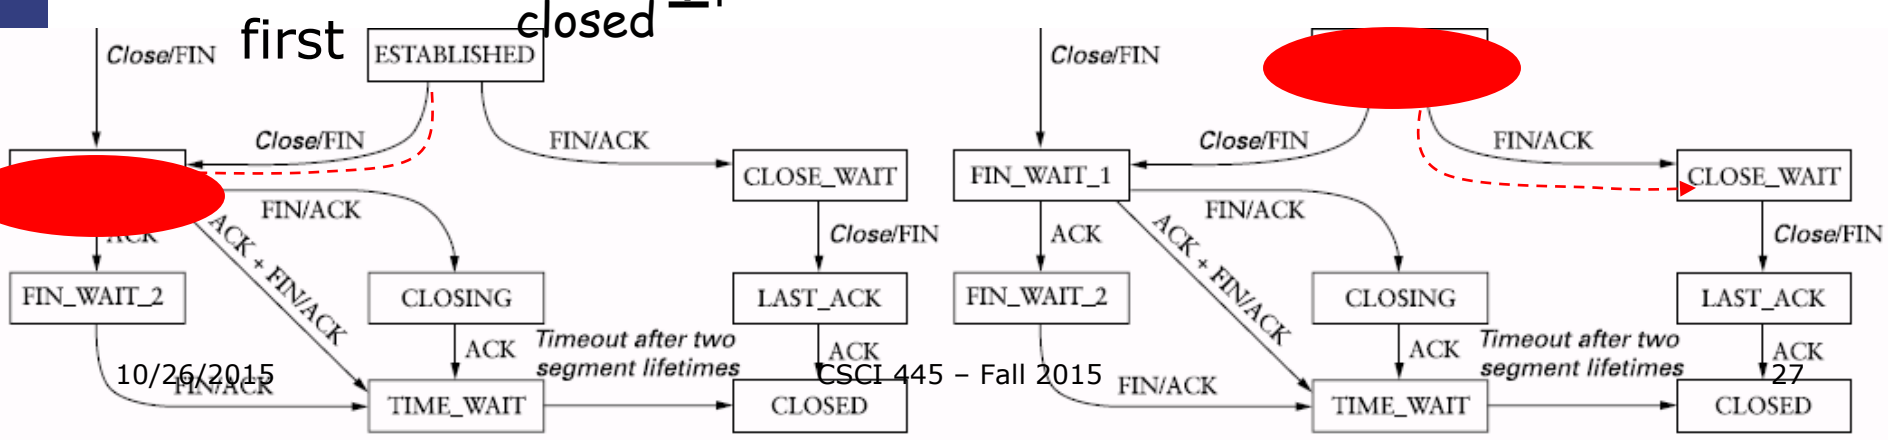 first
closed
Close/FIN
ESTABLISHED
Close/FIN
FIN/ACK
CLOSE_WAIT
FIN/ACK
ACK
ACK + FIN/ACK
Close/FIN
FIN_WAIT_2
CLOSING
LAST_ACK
ACK
Timeout after two
segment lifetimes
ACK
FIN/ACK
TIME_WAIT
CLOSED
Close/FIN
Close/FIN
FIN/ACK
FIN_WAIT_1
CLOSE_WAIT
FIN/ACK
ACK
ACK + FIN/ACK
Close/FIN
FIN_WAIT_2
CLOSING
LAST_ACK
ACK
Timeout after two
segment lifetimes
ACK
FIN/ACK
TIME_WAIT
CLOSED
10/26/2015
CSCI 445 – Fall 2015
27